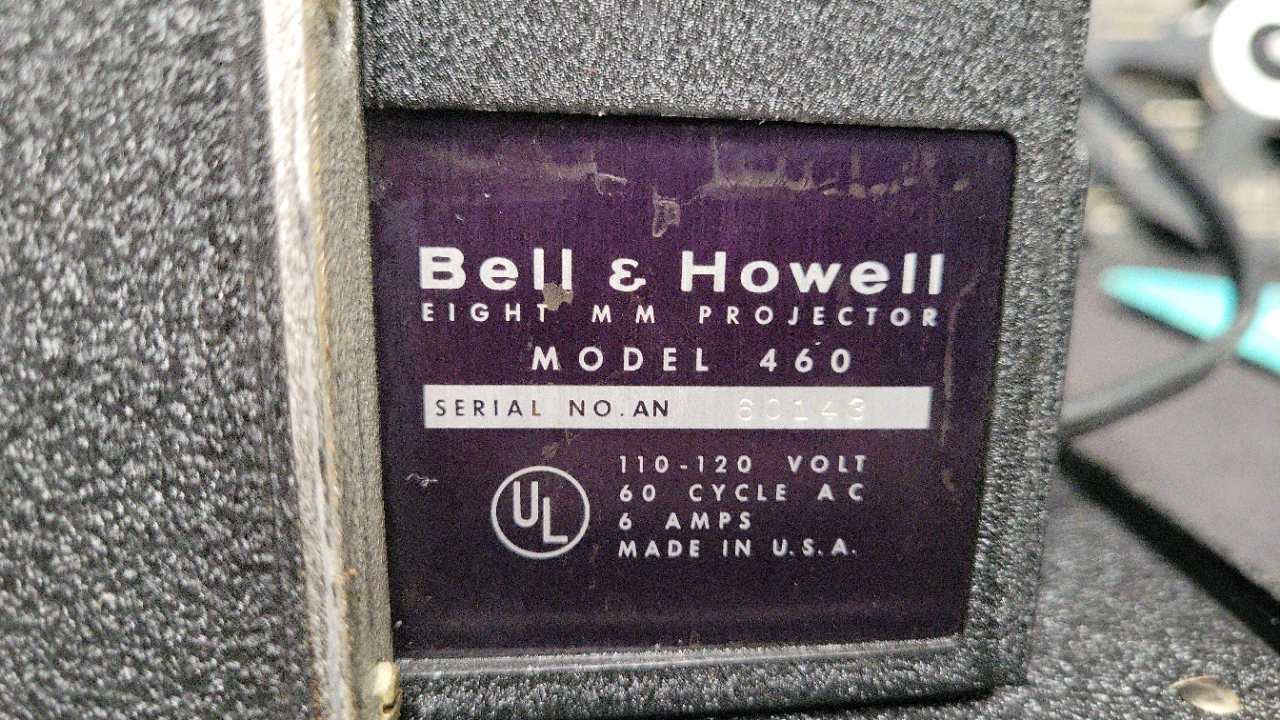 Bell & Howell
EIGHT MM PROJECTOR
MODEL 460
SERIAL NO. AN 60143
UL
110-120 VOLT
60 CYCLE AC
6 AMPS
MADE IN U.S.A.